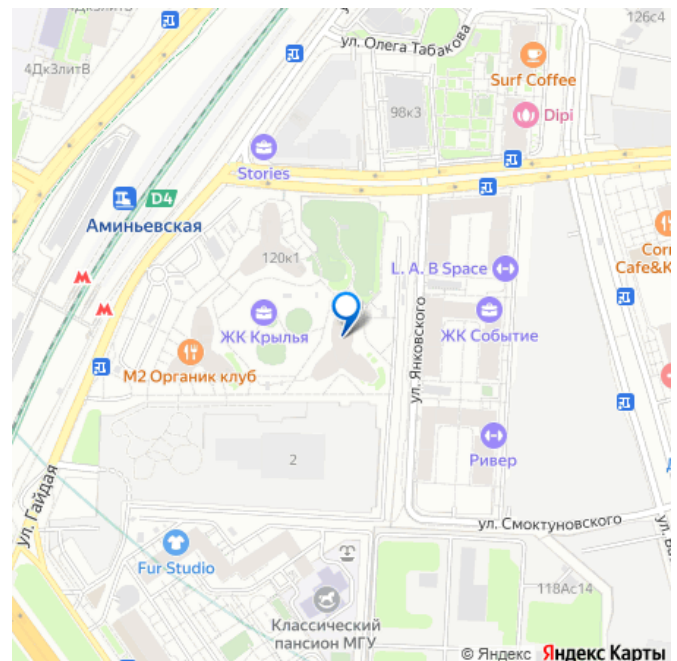 4Дк3литВ
126с4
ул. Олега Табакова
4Дк3ЛитВ
Surf Coffee
98к3
Dipi
Stories
D4
Аминьевская
120к1
L. A. B Space
Cafe&K
ЖК Крылья
ЖК Событие
ул. Янковского
М2 Органик клуб
2
Ривер
ул. Гайдая
ул. Смоктуновского
Fur Studio
118Ас14
Классический
пансион МГУ
© Яндекс Яндекс Карты